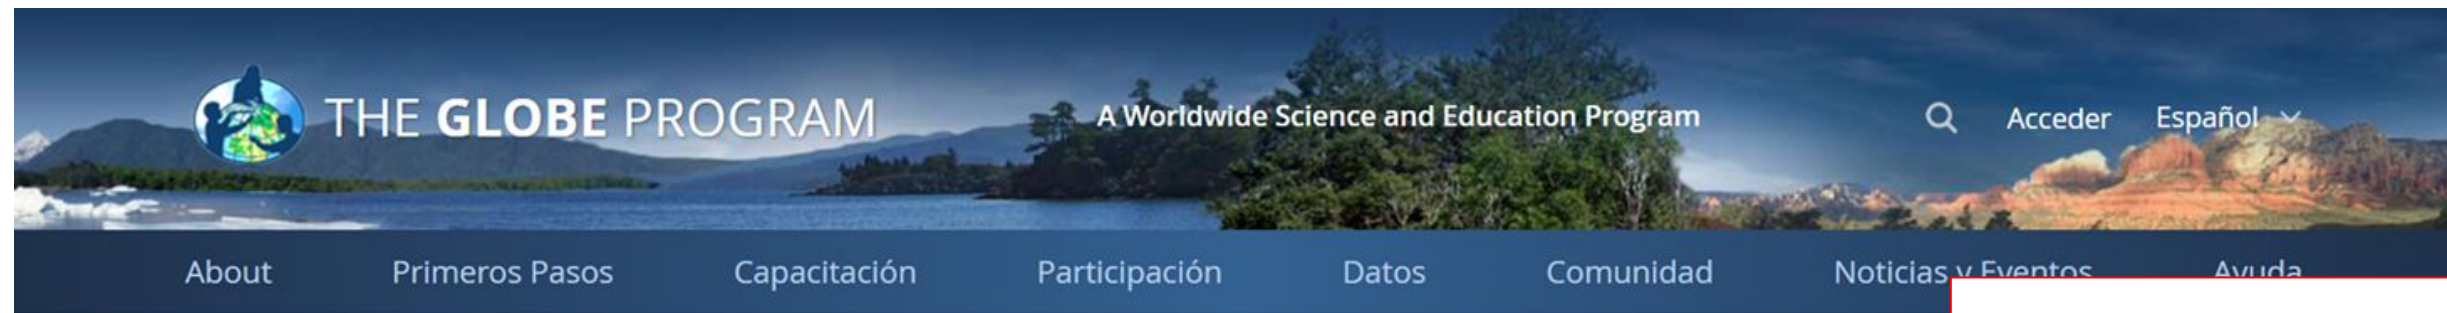 THE GLOBE PROGRAM
A Worldwide Science and Education Program
Acceder Español
About Primeros Pasos Capacitación Participación Datos Comunidad Noticias y Eventos Ayuda